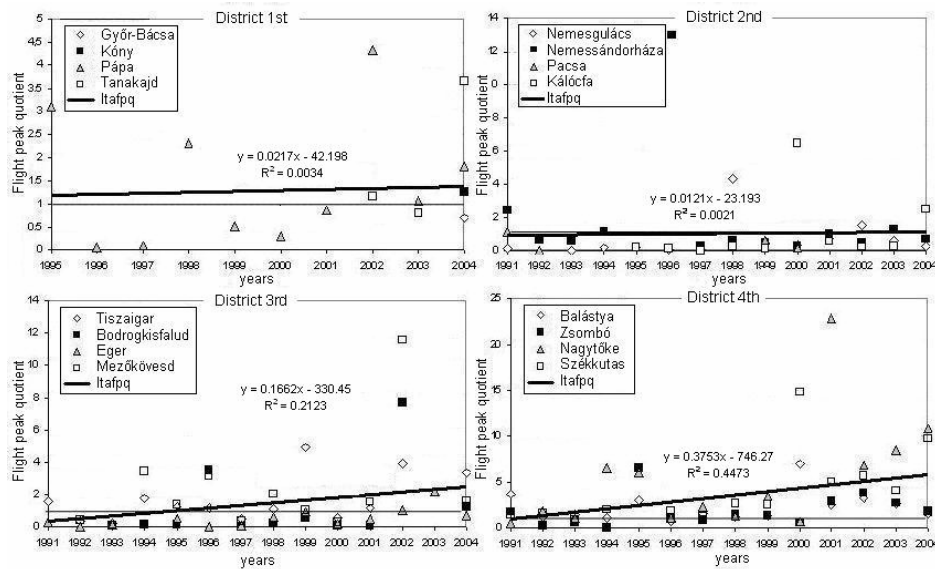 District 1st
Győr-Bácsa
Kóny
Pápa
Tanakajd
ltafpq
Flight peak quotient
5
4,5
4
3.5
3
2.5
2
1.5
1
0.5
0
y = 0.0217x - 42.198
R² = 0.0034
1995 1996 1997 1998 1999 2000 2001 2002 2003 2004
years
District 2nd
Nemesgulács
Nemessándorháza
Pacsa
Kálócfa
ltafpq
Flight peak quotient
14
12
8
6
4
2
0
y = 0.0121x - 23.193
R² = 0.0021
1991 1992 1993 1994 1995 1996 1997 1998 1999 2000 2001 2002 2003 2004
years
District 3rd
Tiszaigar
Bodrogkisfalud
Eger
Mezőkövesd
ltafpq
Flight peak quotient
14
12
10
8
6
4
2
0
y = 0.1662x - 330.45
R² = 0.2123
1991 1992 1993 1994 1995 1996 1997 1998 1999 2000 2001 2002 2003 2004
years
District 4th
Balástya
Zsombó
Nagytőke
Székkutas
ltafpq
Flight peak quotient
25
20
15
10
5
0
y = 0.3753x - 746.27
R² = 0.4473
1991 1992 1993 1994 1995 1996 1997 1998 1999 2000 2001 2002 2003 2004
years